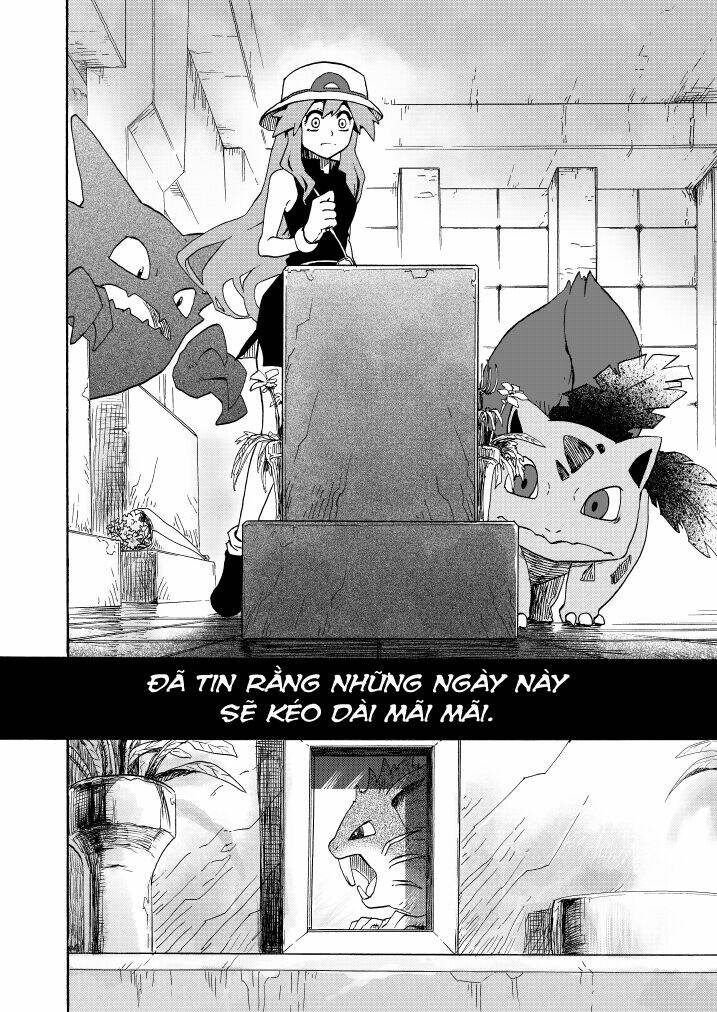 ĐÃ TIN RẰNG NHỮNG NGÀY NÀY
SẼ KÉO DÀI MÃI MÃI.